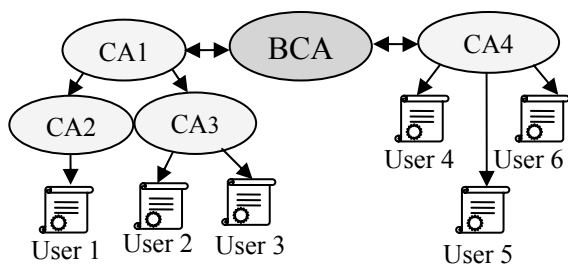 CA1
BCA
CA4
CA2
CA3
User 4
User 6
User 1
User 2
User 3
User 5